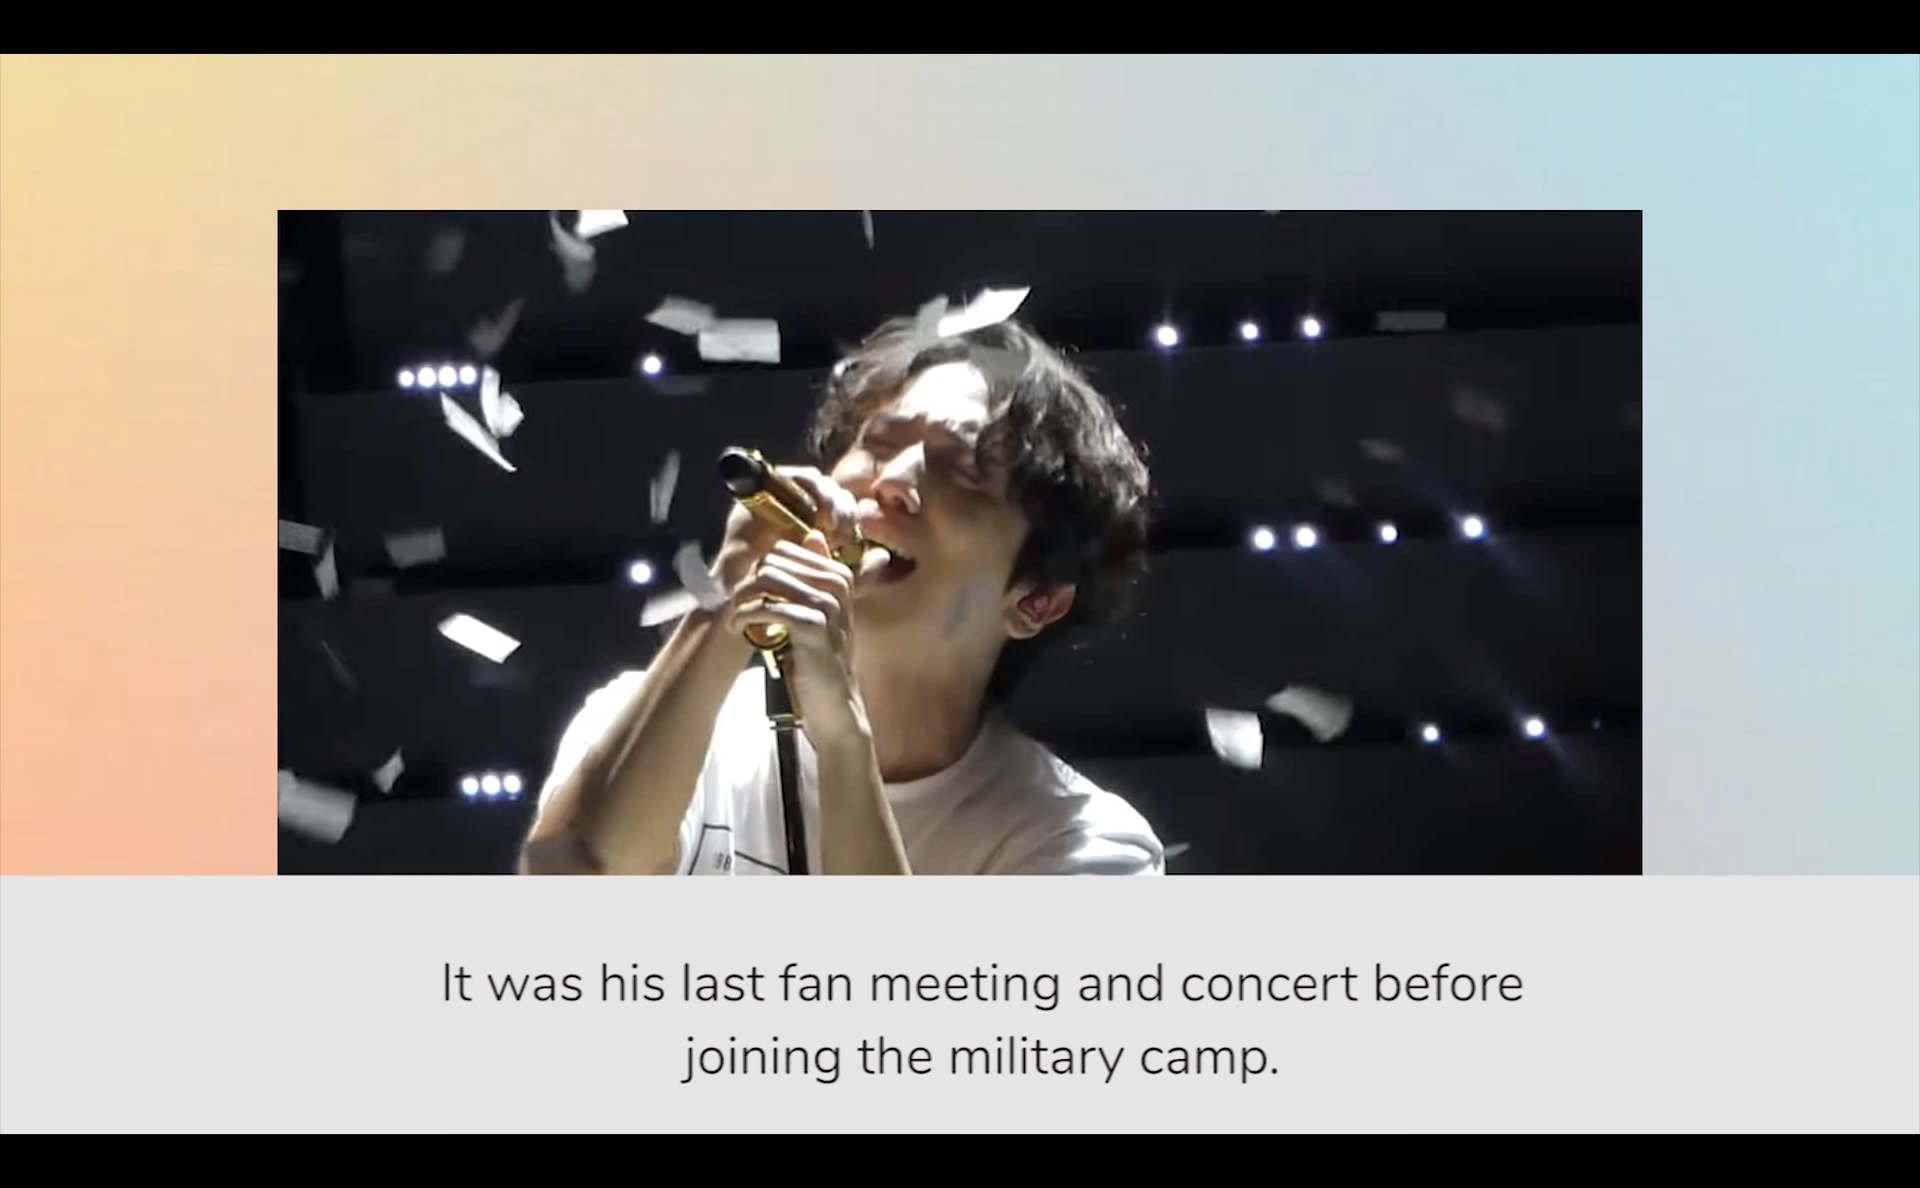 It was his last fan meeting and concert before
joining the military camp.